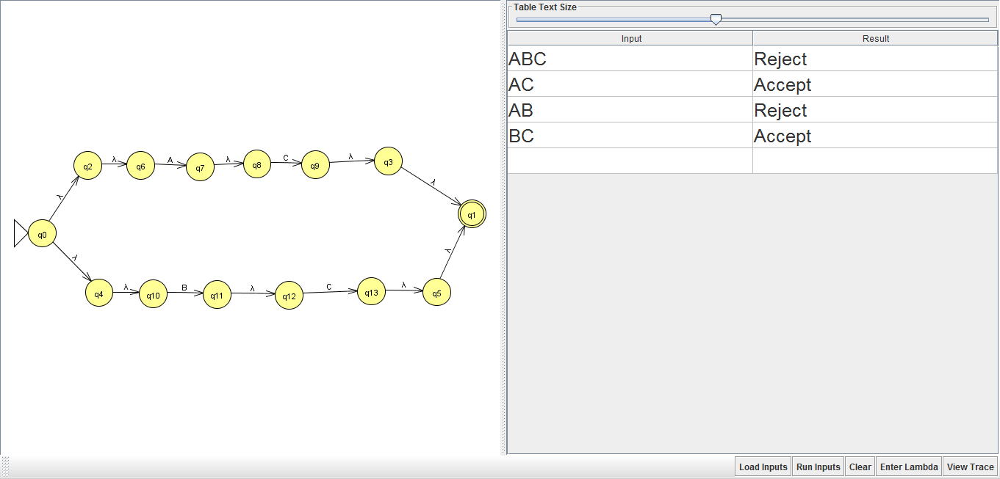 Table Text Size
Input Result
ABC Reject
AC Accept
AB Reject
BC Accept
q2 λ q6 A q7 λ q8 C q9 λ q3
λ λ
q0 q1
λ λ
q4 λ q10 B q11 λ q12 C q13 λ q5
Load Inputs Run Inputs Clear Enter Lambda View Trace